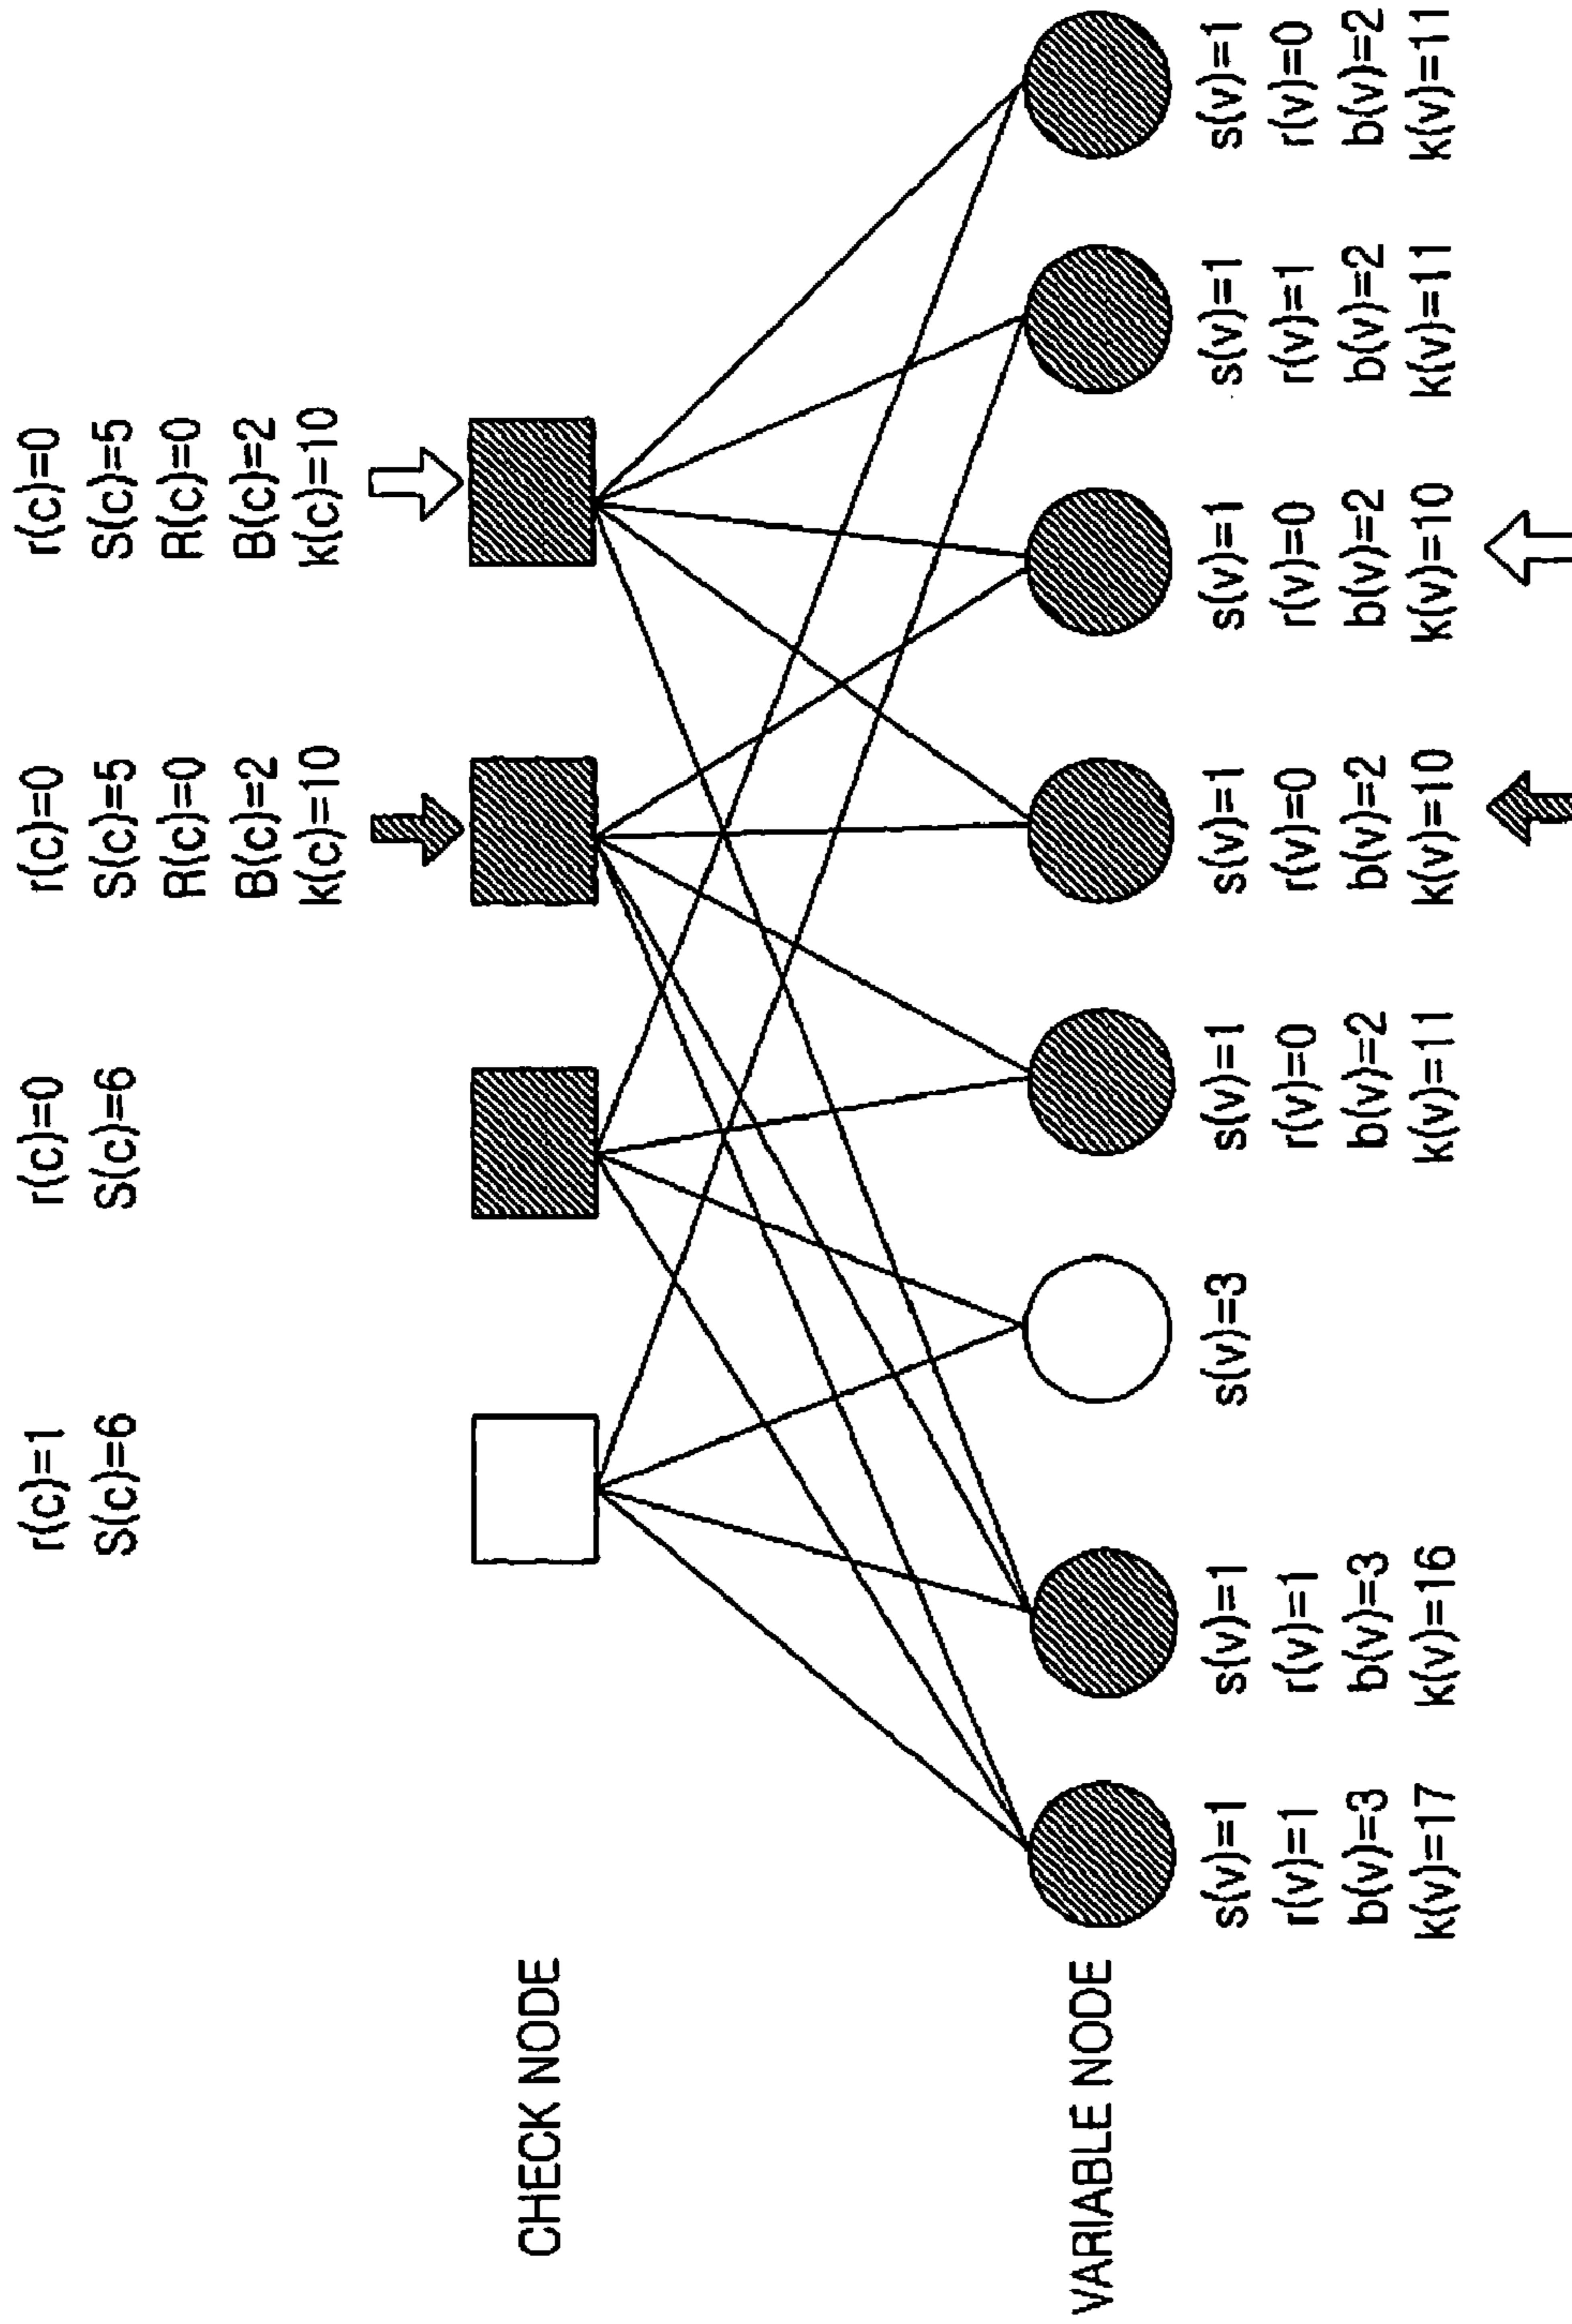 r(c)=1
S(c)=6
r(c)=0
S(c)=6
r(c)=0
S(c)=5
R(c)=0
B(c)=2
k(c)=10
r(c)=0
S(c)=5
R(c)=0
B(c)=2
k(c)=10
CHECK NODE
VARIABLE NODE
s(v)=1
r(v)=1
b(v)=3
k(v)=17
s(v)=1
r(v)=1
b(v)=3
k(v)=16
s(v)=3
s(v)=1
r(v)=0
b(v)=2
k(v)=11
s(v)=1
r(v)=0
b(v)=2
k(v)=10
s(v)=1
r(v)=0
b(v)=2
k(v)=10
s(v)=1
r(v)=1
b(v)=2
k(v)=11
s(v)=1
r(v)=0
b(v)=2
k(v)=11